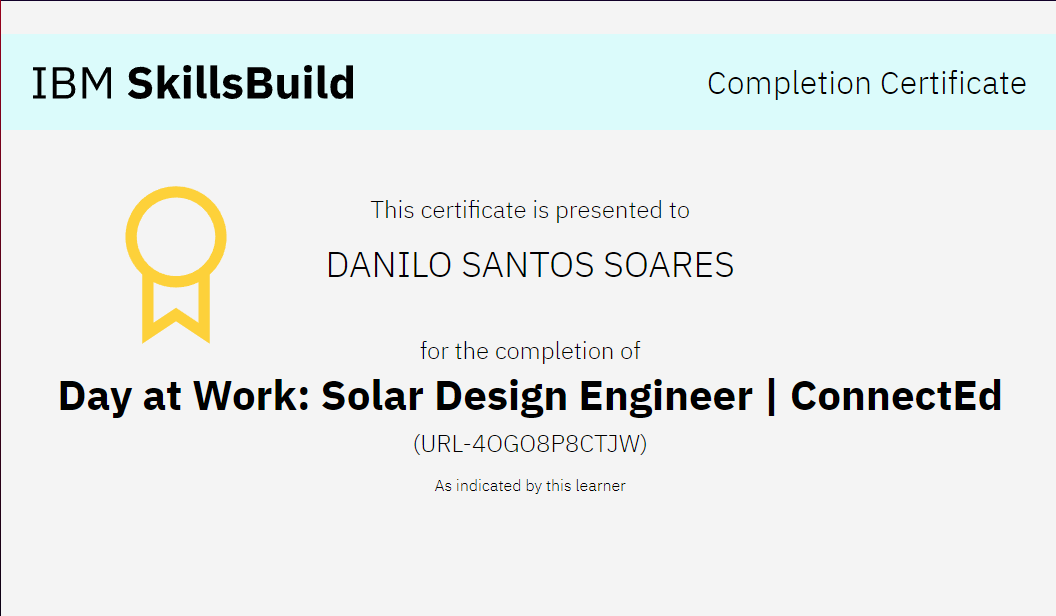 IBM SkillsBuild
Completion Certificate
This certificate is presented to
DANILO SANTOS SOARES
for the completion of
Day at Work: Solar Design Engineer | ConnectEd
(URL-4OGO8P8CTJW)
As indicated by this learner